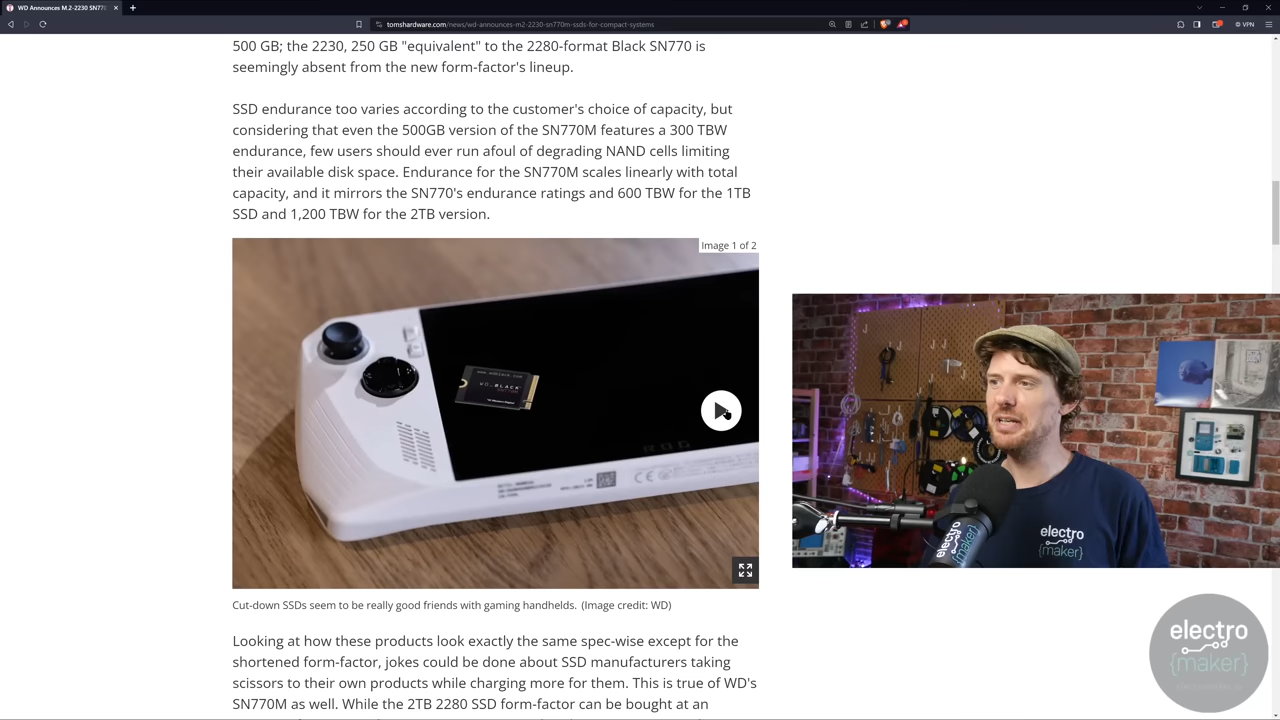 WD Announces M.2-2230 SN77
tomshardware.com/news/wd-announces-m2-2230-sn770m-ssds-for-compact-systems
VPN
500 GB; the 2230, 250 GB "equivalent" to the 2280-format Black SN770 is
seemingly absent from the new form-factor's lineup.
SSD endurance too varies according to the customer's choice of capacity, but
considering that even the 500GB version of the SN770M features a 300 TBW
endurance, few users should ever run afoul of degrading NAND cells limiting
their available disk space. Endurance for the SN770M scales linearly with total
capacity, and it mirrors the SN770's endurance ratings and 600 TBW for the 1TB
SSD and 1,200 TBW for the 2TB version.
Image 1 of 2
WD_BLACK
ROG
Cut-down SSDs seem to be really good friends with gaming handhelds. (Image credit: WD)
electro
maker
electro
{maker}
electro
{maker}
Looking at how these products look exactly the same spec-wise except for the
shortened form-factor, jokes could be done about SSD manufacturers taking
scissors to their own products while charging more for them. This is true of WD's
SN770M as well. While the 2TB 2280 SSD form-factor can be bought at an